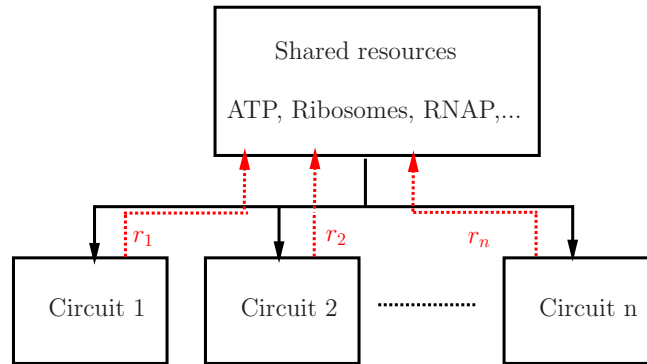 Shared resources
ATP, Ribosomes, RNAP,...
r₁ r₂ rₙ
Circuit 1 Circuit 2 Circuit n